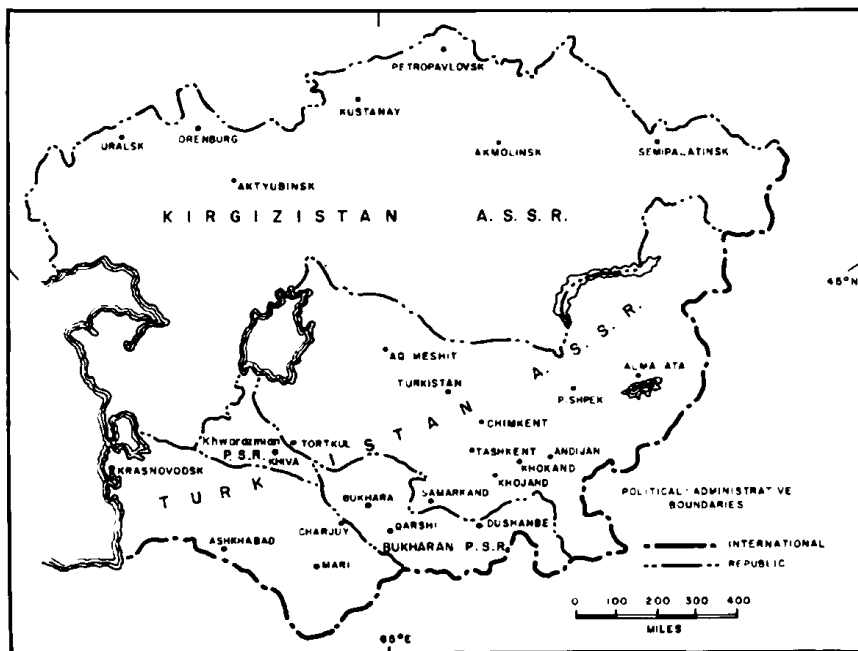 PETROPAVLOVSK
KUSTANAY
URALSK
ORENBURG
AKMOLINSK
SEMIPALATINSK
AKTYUBINSK
KIRGIZISTAN A.S.S.R.
45°N
AQ MESHIT
ALMA ATA
TURKISTAN
PISHPEK
CHIMKENT
Khwarazmian
P.S.R.
TORTKUL
KHIVA
TASHKENT
ANDIJAN
KHOKAND
KRASNOVODSK
KHOJAND
TURKISTAN A.S.S.R.
BUKHARA
SAMARKAND
POLITICAL-ADMINISTRATIVE
BOUNDARIES
CHARJUY
QARSHI
DUSHANBE
ASHKHABAD
BUKHARAN P.S.R.
INTERNATIONAL
MARI
REPUBLIC
0 100 200 300 400
MILES
65°E